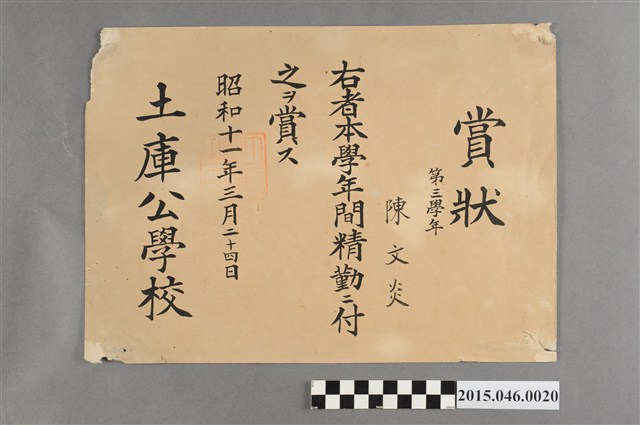 賞狀
第三學年
陳文炎
右者本學年間精勤ニ付
之ヲ賞ス
昭和十一年三月二十四日
土庫公學校
2015.046.0020